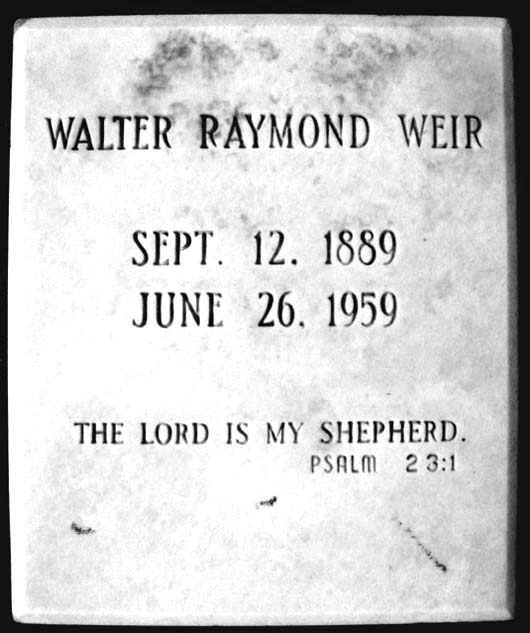 WALTER RAYMOND WEIR
SEPT. 12. 1889
JUNE 26. 1959
THE LORD IS MY SHEPHERD.
PSALM 23:1